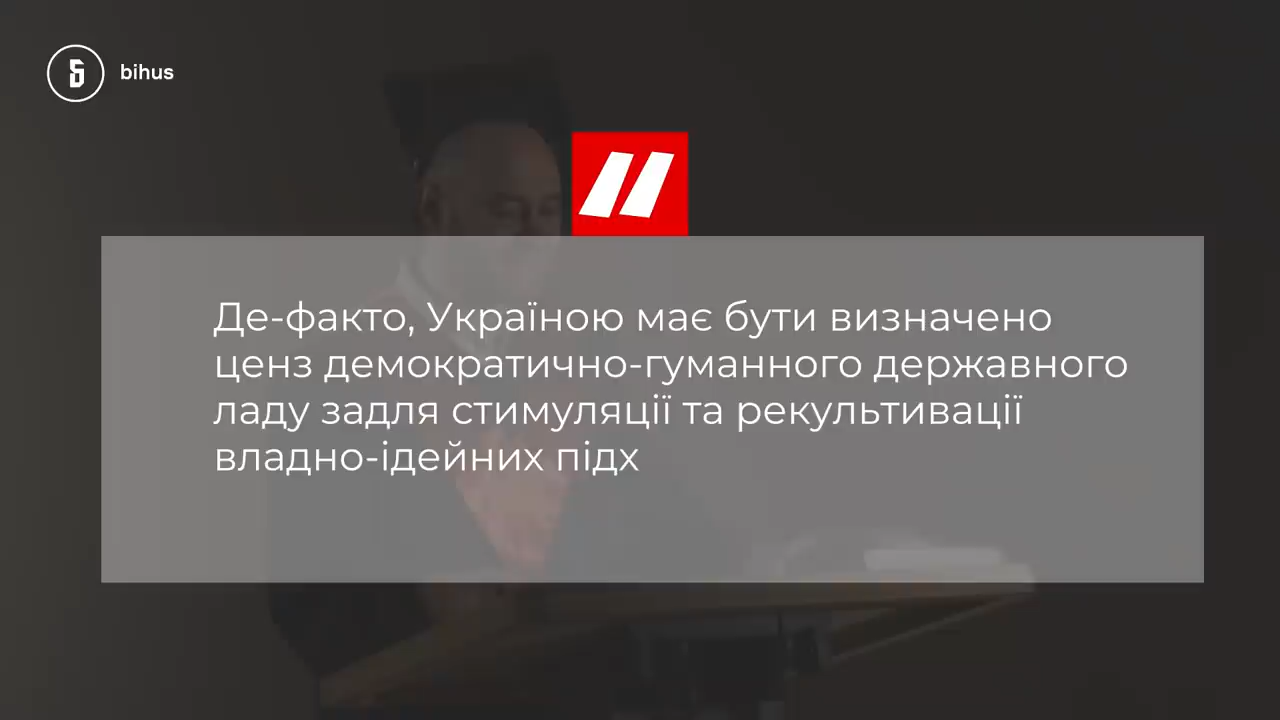 bihus
Де-факто, Україною має бути визначено
ценз демократично-гуманного державного
ладу задля стимуляції та рекультивації
владно-ідейних підх